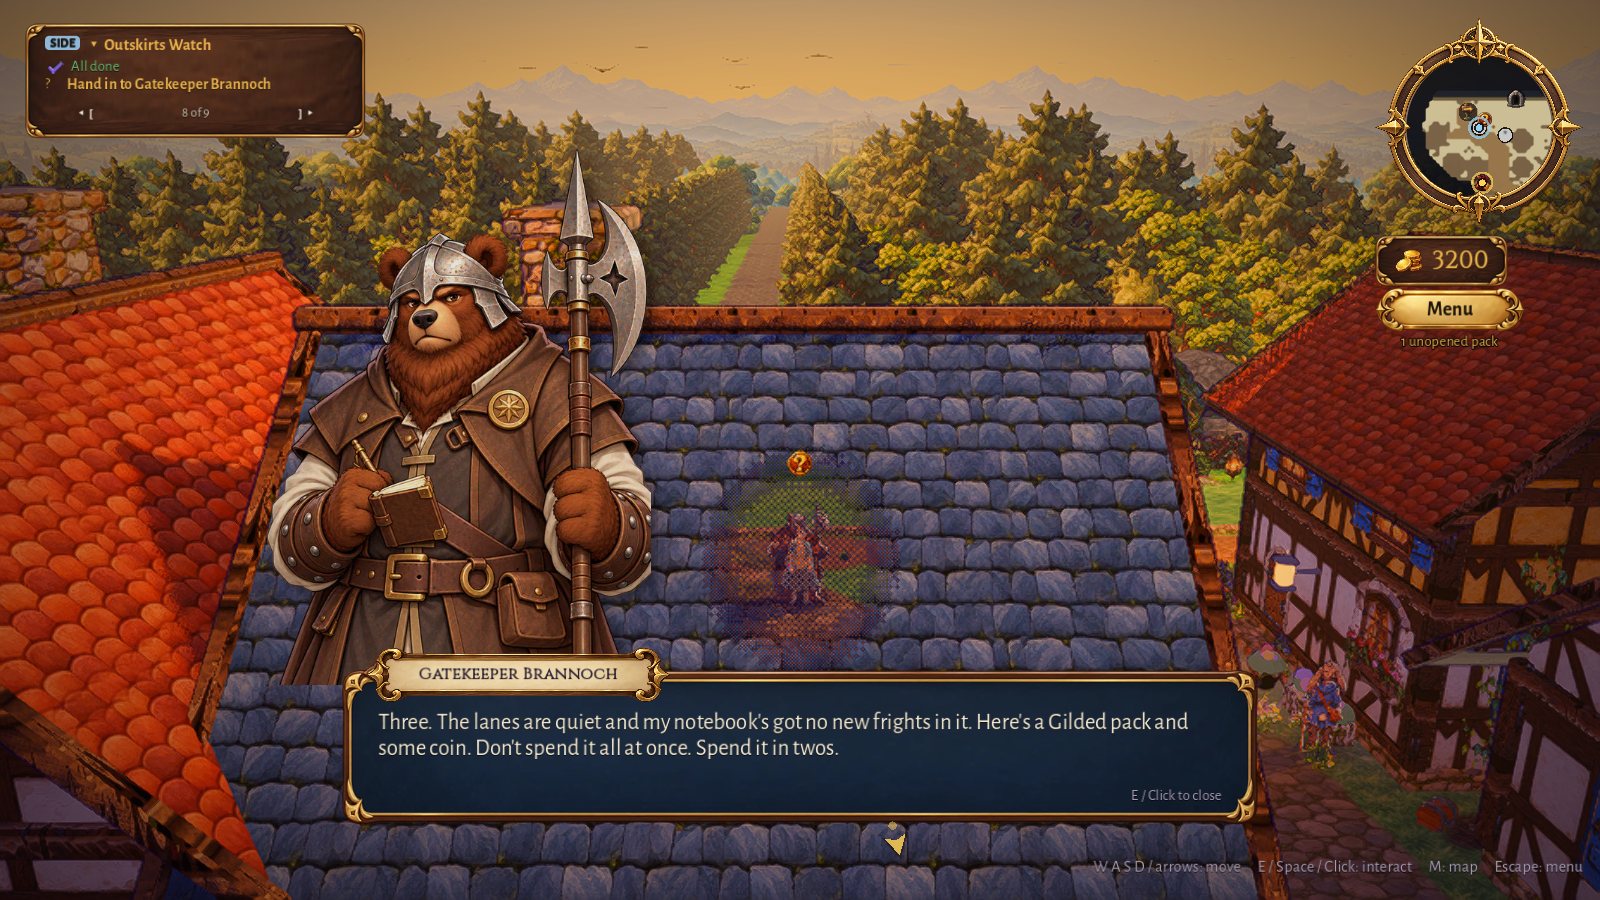 SIDE ▾ Outskirts Watch
All done
? Hand in to Gatekeeper Brannoch
[ 8 of 9 ]
3200
Menu
1 unopened pack
?
GATEKEEPER BRANNOCH
Three. The lanes are quiet and my notebook's got no new frights in it. Here's a Gilded pack and
some coin. Don't spend it all at once. Spend it in twos.
E / Click to close
W A S D / arrows: move E / Space / Click: interact M: map Escape: menu